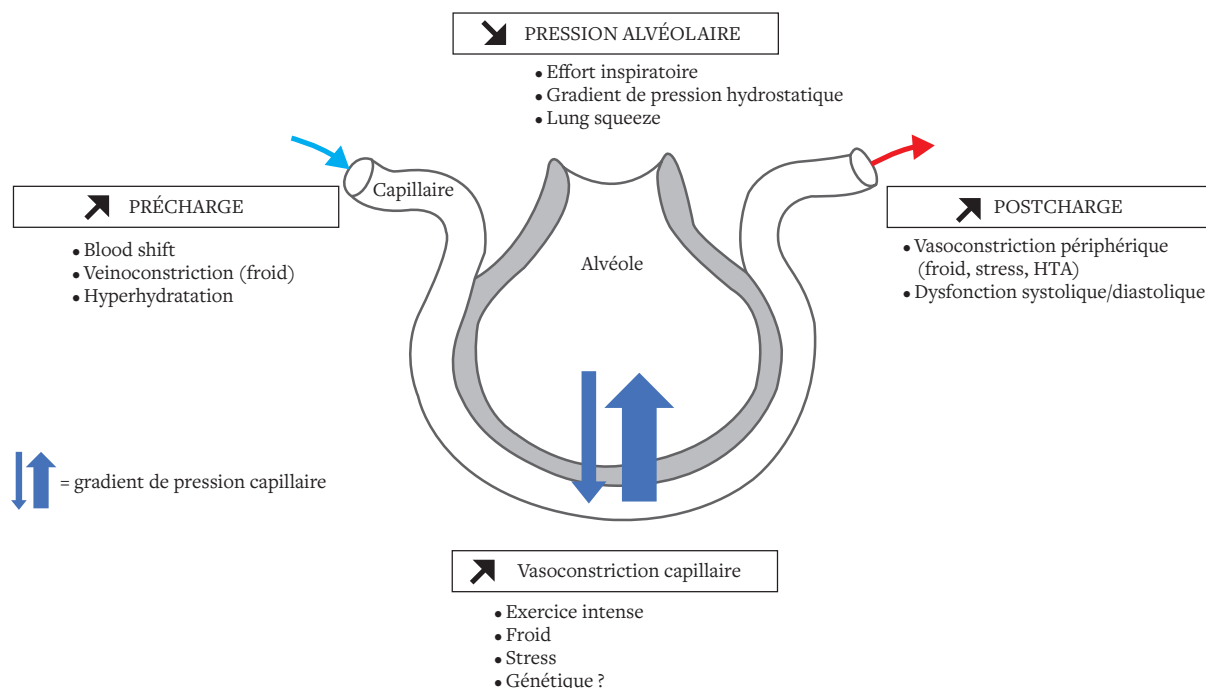 PRESSION ALVÉOLAIRE
• Effort inspiratoire
• Gradient de pression hydrostatique
• Lung squeeze
PRÉCHARGE
• Blood shift
• Veinoconstriction (froid)
• Hyperhydratation
Capillaire
Alvéole
POSTCHARGE
• Vasoconstriction périphérique
(froid, stress, HTA)
• Dysfonction systolique/diastolique
= gradient de pression capillaire
Vasoconstriction capillaire
• Exercice intense
• Froid
• Stress
• Génétique ?